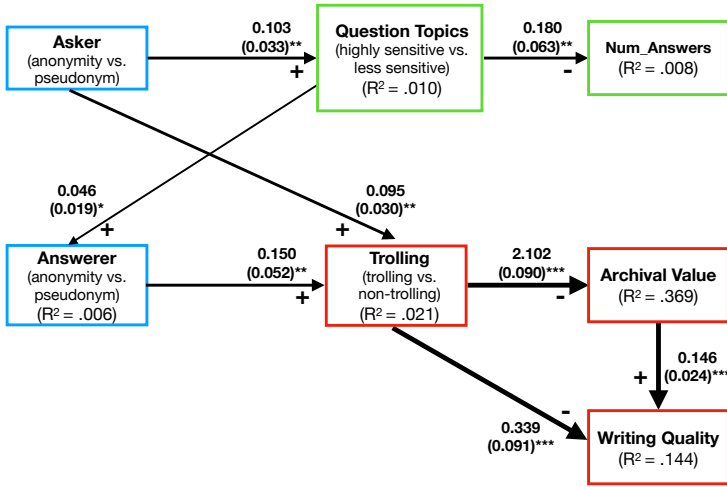 Asker
(anonymity vs.
pseudonym)
0.103
(0.033)**
+
Question Topics
(highly sensitive vs.
less sensitive)
(R² = .010)
0.180
(0.063)**
-
Num_Answers
(R² = .008)
0.046
(0.019)*
+
0.095
(0.030)**
+
Answerer
(anonymity vs.
pseudonym)
(R² = .006)
0.150
(0.052)**
+
Trolling
(trolling vs.
non-trolling)
(R² = .021)
2.102
(0.090)***
-
Archival Value
(R² = .369)
0.146
(0.024)***
+
-
0.339
(0.091)***
Writing Quality
(R² = .144)